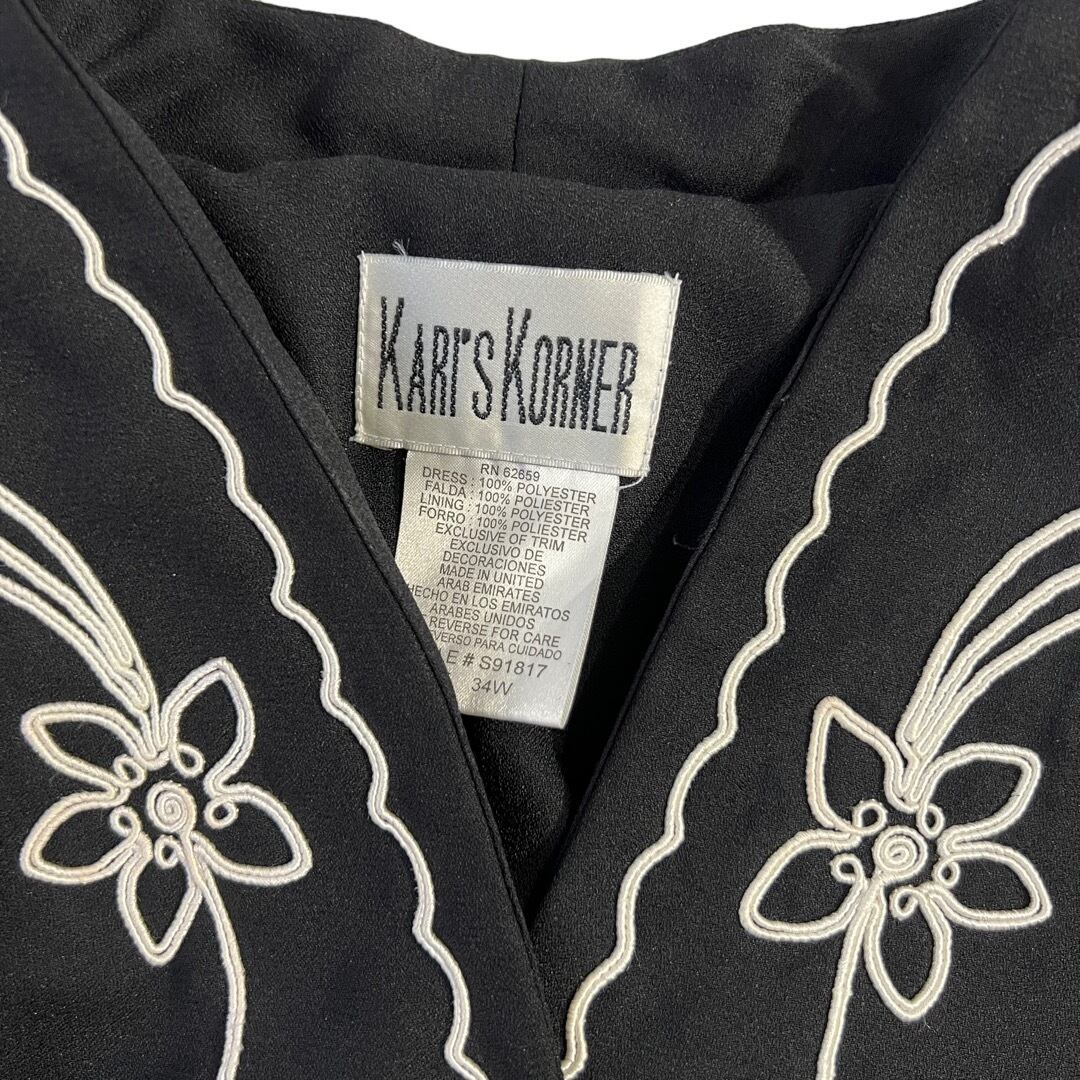 KARI'S KORNER
RN 62659
DRESS : 100% POLYESTER
FALDA : 100% POLIESTER
LINING : 100% POLYESTER
FORRO : 100% POLIESTER
EXCLUSIVE OF TRIM
EXCLUSIVO DE
DECORACIONES
MADE IN UNITED
ARAB EMIRATES
HECHO EN LOS EMIRATOS
ARABES UNIDOS
REVERSE FOR CARE
VERSO PARA CUIDADO
E # S91817
34W